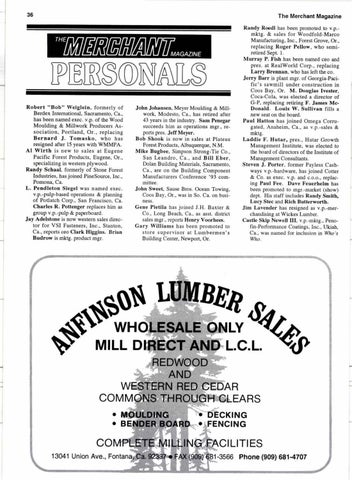 36
The Merchant Magazine
THE MERCHANT MAGAZINE
PERSONALS
Robert "Bob" Weiglein, formerly of
Berdex International, Sacramento, Ca.,
has been named exec. v.p. of the Wood
Moulding & Millwork Producers As-
sociation, Portland, Or., replacing
Bernard J. Tomasko, who has
resigned after 15 years with WMMPA.
Al Wirth is now to sales at Eugene
Pacific Forest Products, Eugene, Or.,
specializing in western plywood.
Randy Schaal, formerly of Stone Forest
Industries, has joined PineSource, Inc.,
Pomona, Ca.
L. Pendleton Siegel was named exec.
v.p. pulp-based operations & planning
of Potlatch Corp., San Francisco, Ca.
Charles R. Pottenger replaces him as
group v.p.-pulp & paperboard.
Jay Adelstone is now western sales direc-
tor for VSI Fasteners, Inc., Stanton,
Ca., reports ceo Clark Higgins. Brian
Budrow is mktg. product mgr.
John Johansen, Meyer Moulding & Mill-
work, Modesto, Ca., has retired after
43 years in the industry. Sam Praeger
succeeds him as operations mgr., re-
ports pres. Jeff Meyer.
Bob Shook is now to sales at Plateau
Forest Products, Albuquerque, N.M.
Mike Bugbee, Simpson Strong-Tie Co.,
San Leandro, Ca., and Bill Eber,
Dolan Building Materials, Sacramento,
Ca., are on the Building Component
Manufacturers Conference '93 com-
mittee.
John Sweet, Sause Bros. Ocean Towing,
Coos Bay, Or., was in So. Ca. on busi-
ness.
Gene Pietila has joined J.H. Baxter &
Co., Long Beach, Ca., as asst. district
sales mgr., reports Henry Voorhees.
Gary Williams has been promoted to
store supervisor at Lumbermen's
Building Center, Newport, Or.
Randy Roedl has been promoted to v.p.-
mktg. & sales for Woodfold-Marco
Manufacturing, Inc., Forest Grove, Or.,
replacing Roger Pellow, who semi-
retired Sept. 1.
Murray P. Fish has been named ceo and
pres. at RealWorld Corp., replacing
Larry Brennan, who has left the co.
Jerry Barr is plant mgr. of Georgia-Paci-
fic's sawmill under construction in
Coos Bay, Or. M. Douglas Ivester,
Coca-Cola, was elected a director of
G-P, replacing retiring F. James Mc-
Donald. Louis W. Sullivan fills a
new seat on the board.
Paul Hatton has joined Omega Corru-
gated, Anaheim, Ca., as v.p.-sales &
mktg.
Ladder F. Hutar, pres., Hutar Growth
Management Institute, was elected to
the board of directors of the Institute of
Management Consultants.
Steven J. Porter, former Payless Cash-
ways v.p.-hardware, has joined Cotter
& Co. as exec. v.p. and c.o.o., replac-
ing Paul Fee. Dave Feuerhelm has
been promoted to mgr.-market (show)
dept. His staff includes Randy Smith,
Lucy Stec and Rich Butterworth.
Jim Lavender has resigned as v.p.-mer-
chandising at Wickes Lumber.
Castle Skip Newell III, v.p.-mktg., Peno-
fin-Performance Coatings, Inc., Ukiah,
Ca., was named for inclusion in Who's
Who.
ANFINSON LUMBER SALES
WHOLESALE ONLY
MILL DIRECT AND L.C.L.
REDWOOD
AND
WESTERN RED CEDAR
COMMONS THROUGH CLEARS
• MOULDING • DECKING
• BENDER BOARD • FENCING
COMPLETE MILLING FACILITIES
13041 Union Ave., Fontana, Ca. 92337 • FAX (909) 681-3566 Phone (909) 681-4707